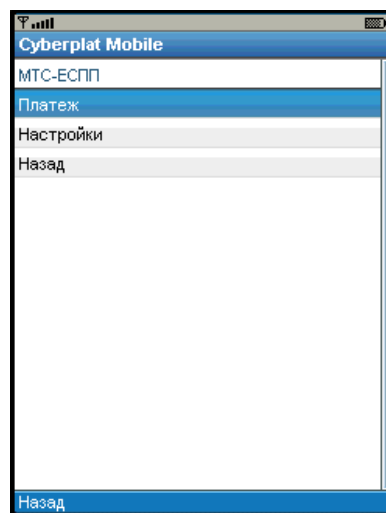 Cyberplat Mobile
МТС-ЕСПП
Платеж
Настройки
Назад
Назад